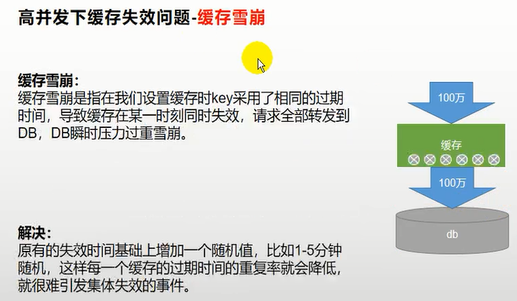 高并发下缓存失效问题-缓存雪崩
缓存雪崩：
缓存雪崩是指在我们设置缓存时key采用了相同的过期
时间，导致缓存在某一时刻同时失效，请求全部转发到
DB，DB瞬时压力过重雪崩。
100万
缓存
100万
db
解决：
原有的失效时间基础上增加一个随机值，比如1-5分钟
随机，这样每一个缓存的过期时间的重复率就会降低，
就很难引发集体失效的事件。